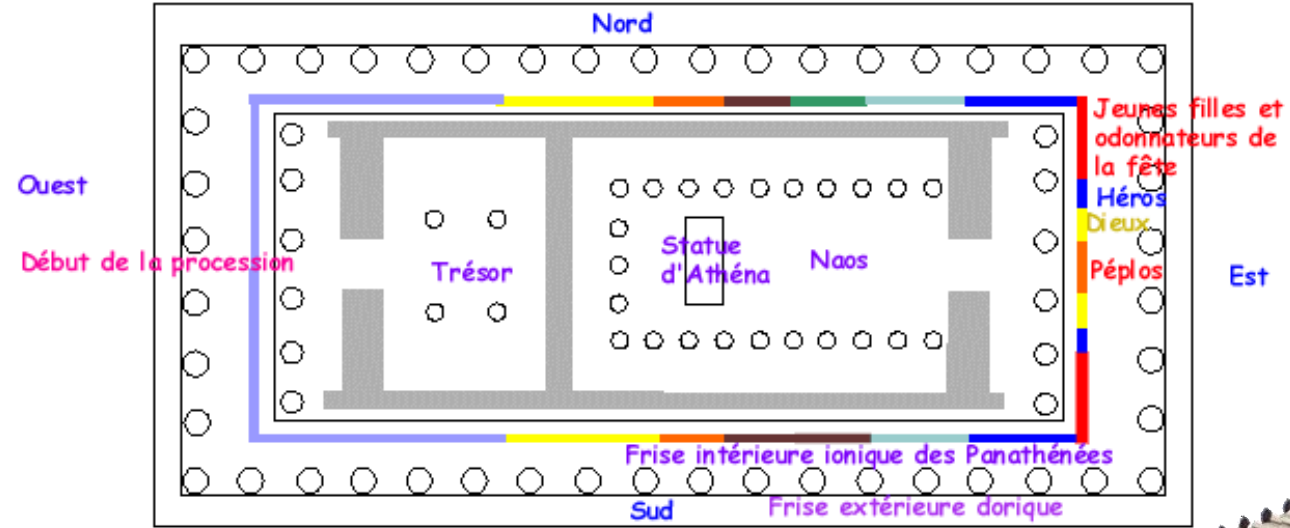 Nord
Jeunes filles et
odonnateurs de
la fête
Ouest
Héros
Dieux
Début de la procession
Statue
d'Athéna
Naos
Trésor
Péplos
Est
Frise intérieure ionique des Panathénées
Sud
Frise extérieure dorique